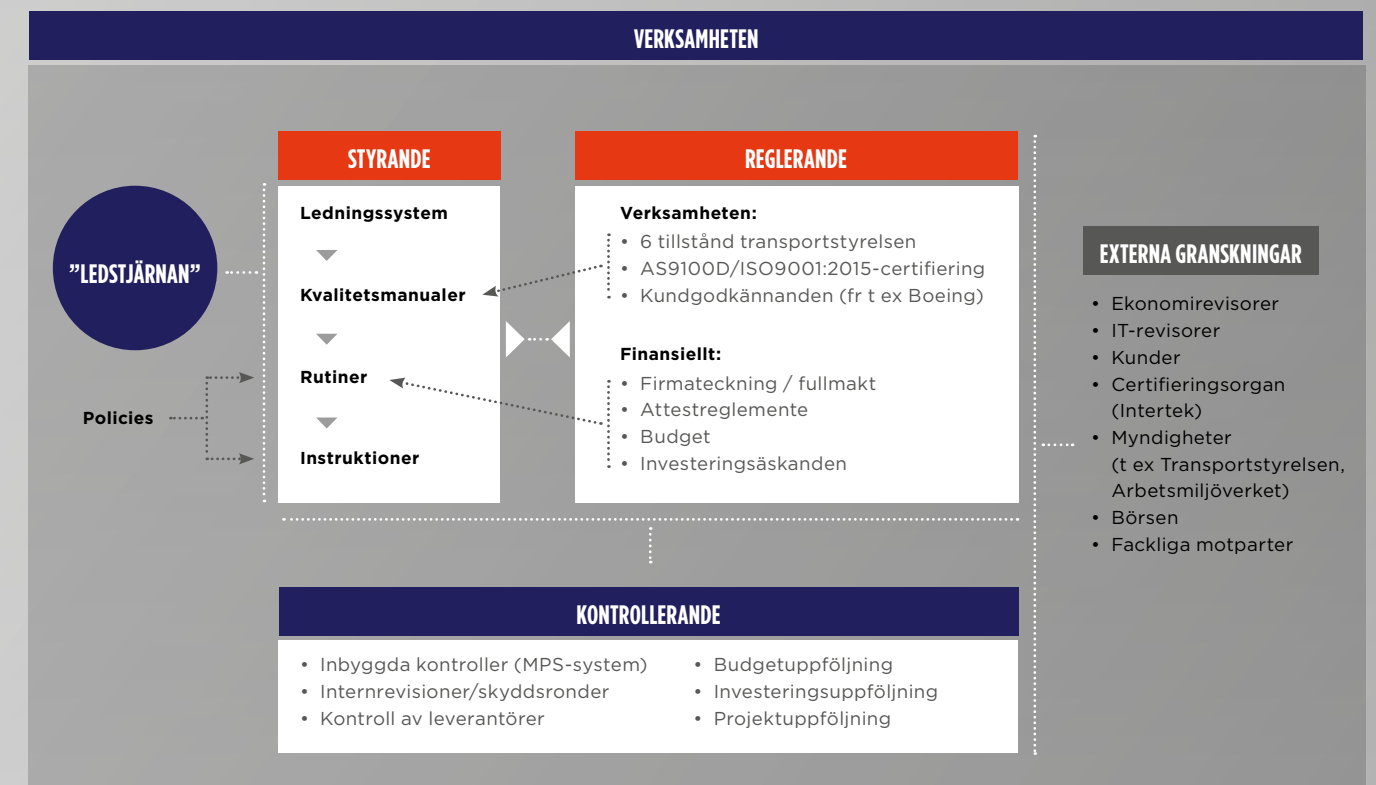 VERKSAMHETEN
”LEDSTJÄRNAN”
Policies
STYRANDE
Ledningssystem
Kvalitetsmanualer
Rutiner
Instruktioner
REGLERANDE
Verksamheten:
• 6 tillstånd transportstyrelsen
• AS9100D/ISO9001:2015-certifiering
• Kundgodkännanden (fr t ex Boeing)
Finansiellt:
• Firmateckning / fullmakt
• Attestreglemente
• Budget
• Investeringsäskanden
EXTERNA GRANSKNINGAR
• Ekonomirevisorer
• IT-revisorer
• Kunder
• Certifieringsorgan
(Intertek)
• Myndigheter
(t ex Transportstyrelsen,
Arbetsmiljöverket)
• Börsen
• Fackliga motparter
KONTROLLERANDE
• Inbyggda kontroller (MPS-system)
• Internrevisioner/skyddsronder
• Kontroll av leverantörer
• Budgetuppföljning
• Investeringsuppföljning
• Projektuppföljning